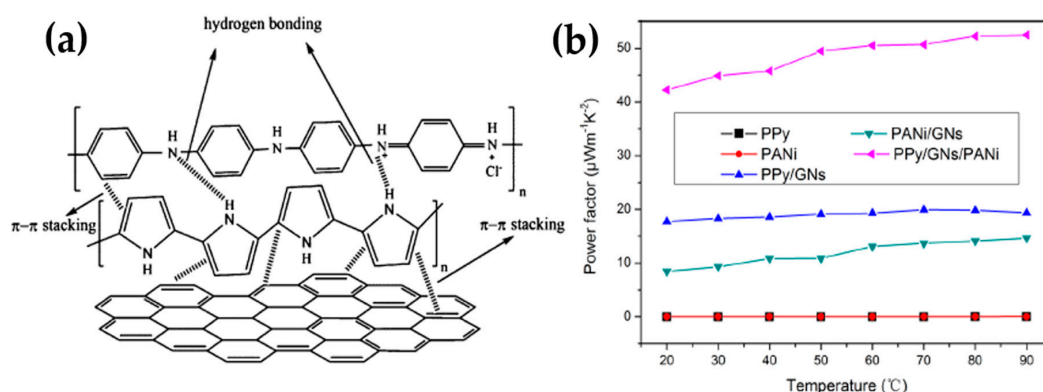 (a)
hydrogen bonding
H
N
H
N
H
N
+
H
N
+
Cl-
n
H
N
N
H
N
H
H
N
n
π–π stacking
π–π stacking
(b)
Power factor (μWm⁻¹K⁻²)
50
40
30
20
10
0
PPy
PANi
PPy/GNs
PANi/GNs
PPy/GNs/PANi
20 30 40 50 60 70 80 90
Temperature (℃)